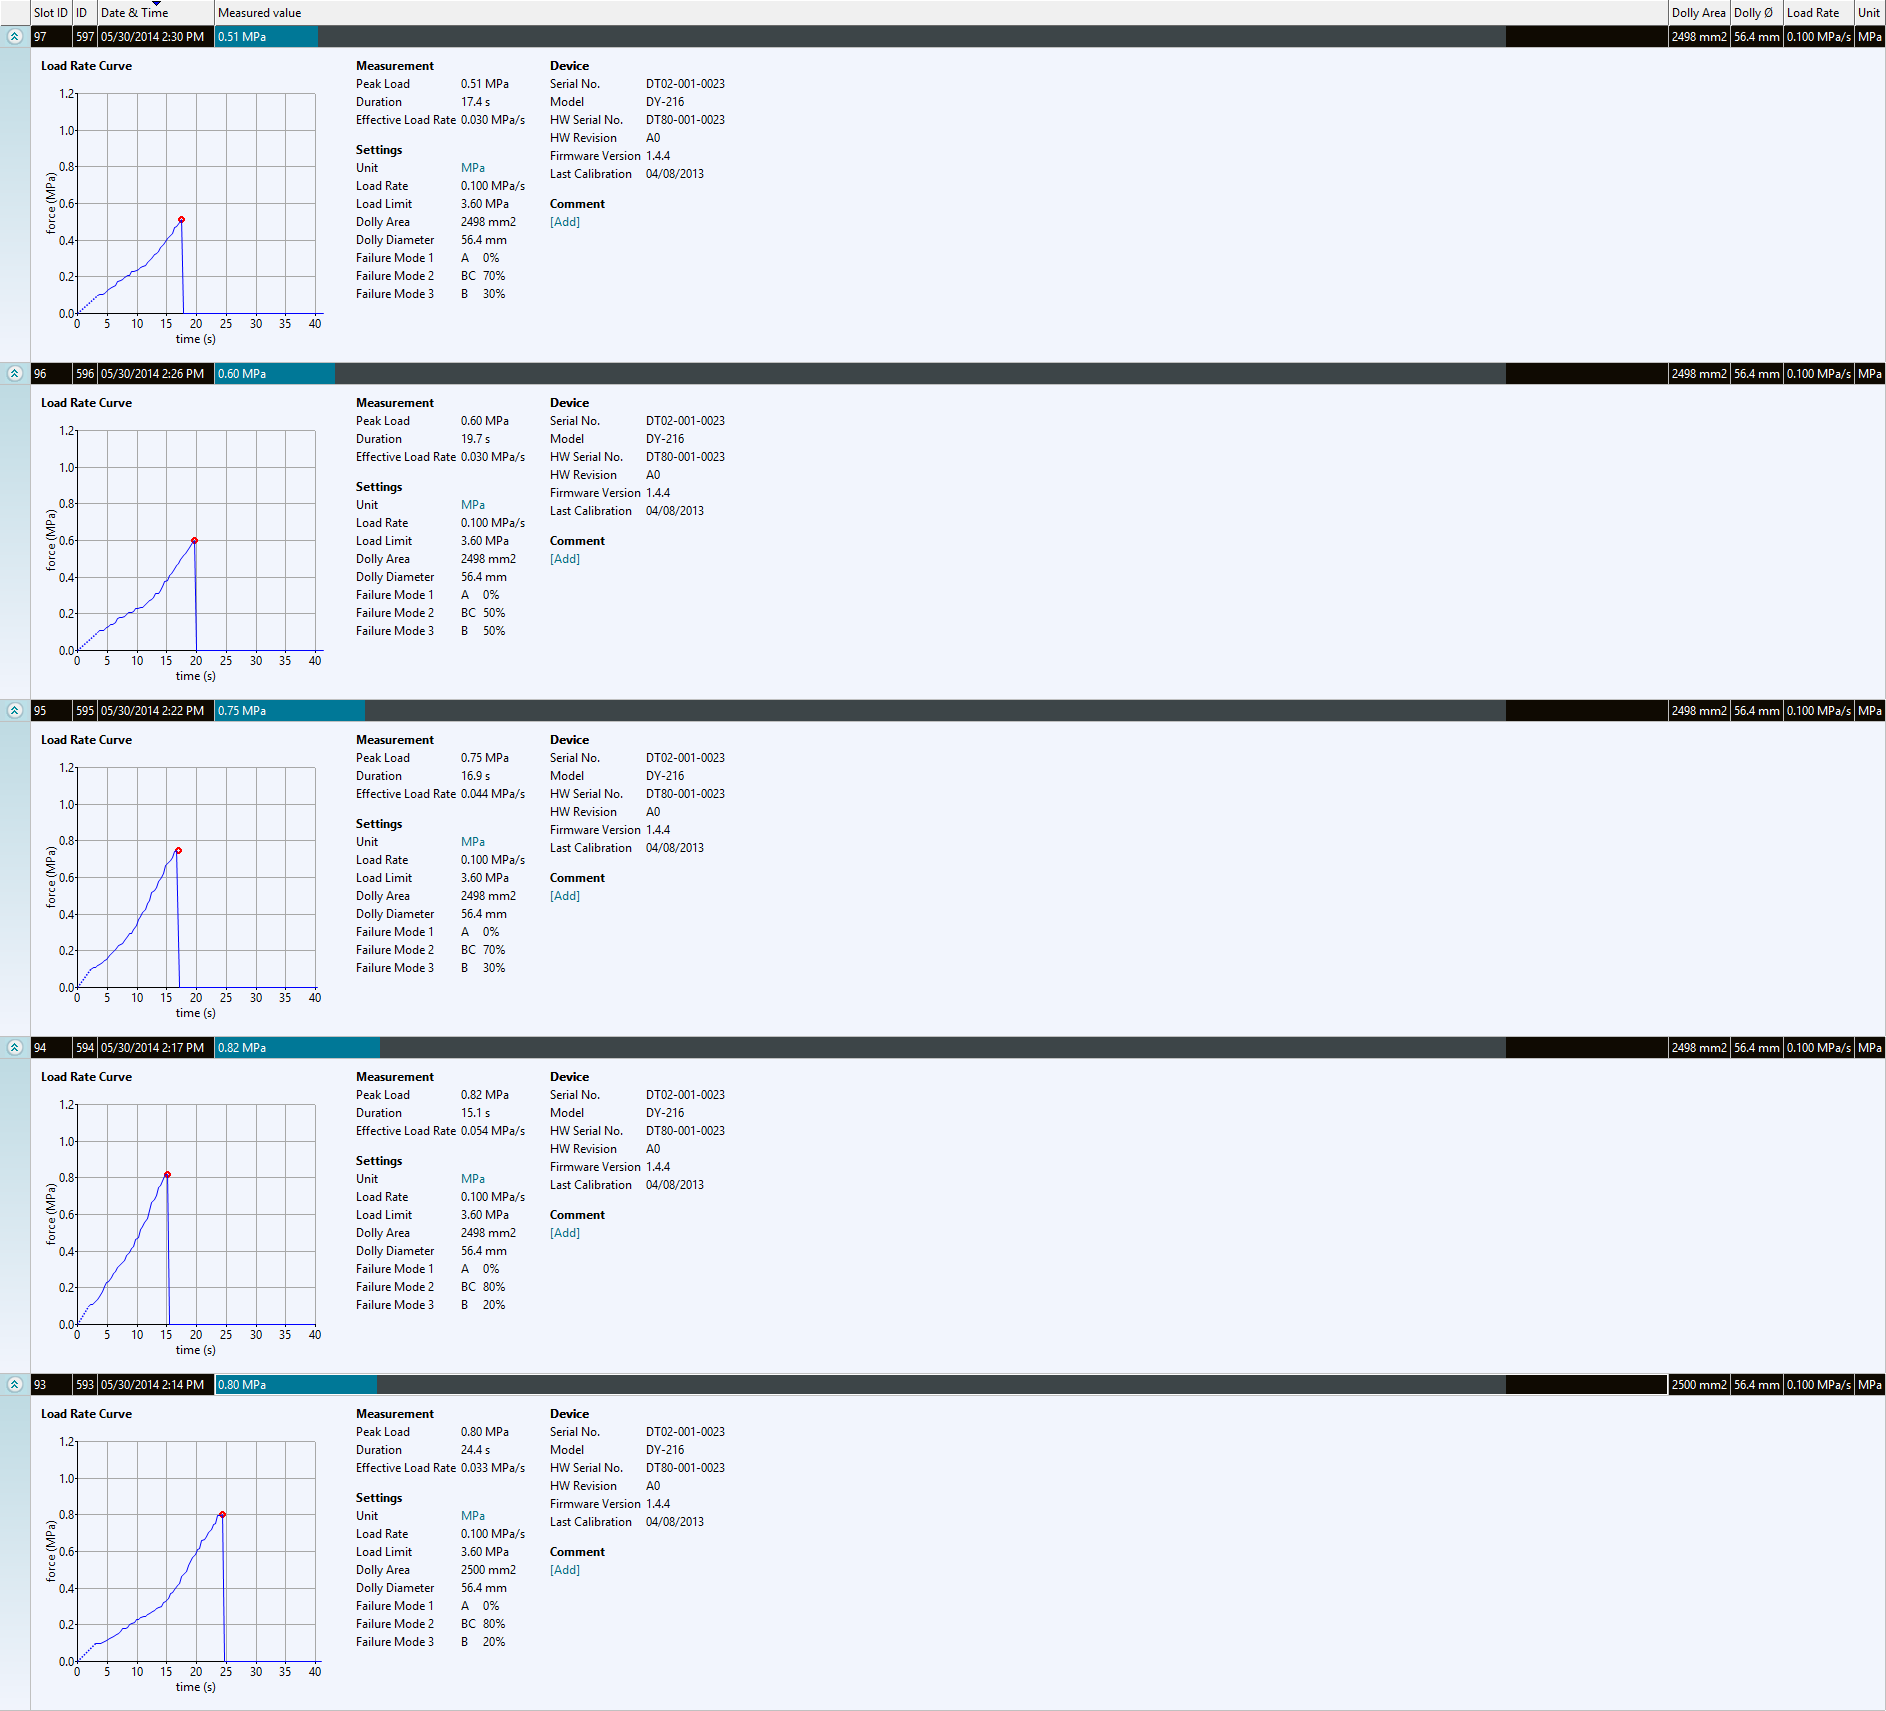 Slot ID ID Date & Time Measured value Dolly Area Dolly Ø Load Rate Unit
97 597 05/30/2014 2:30 PM 0.51 MPa 2498 mm2 56.4 mm 0.100 MPa/s MPa
Load Rate Curve
1.2
1.0
0.8
0.6
0.4
0.2
0.0
force (MPa)
0 5 10 15 20 25 30 35 40
time (s)
Measurement
Peak Load 0.51 MPa
Duration 17.4 s
Effective Load Rate 0.030 MPa/s
Settings
Unit MPa
Load Rate 0.100 MPa/s
Load Limit 3.60 MPa
Dolly Area 2498 mm2
Dolly Diameter 56.4 mm
Failure Mode 1 A 0%
Failure Mode 2 BC 70%
Failure Mode 3 B 30%
Device
Serial No. DT02-001-0023
Model DY-216
HW Serial No. DT80-001-0023
HW Revision A0
Firmware Version 1.4.4
Last Calibration 04/08/2013
Comment
[Add]
96 596 05/30/2014 2:26 PM 0.60 MPa 2498 mm2 56.4 mm 0.100 MPa/s MPa
Load Rate Curve
1.2
1.0
0.8
0.6
0.4
0.2
0.0
force (MPa)
0 5 10 15 20 25 30 35 40
time (s)
Measurement
Peak Load 0.60 MPa
Duration 19.7 s
Effective Load Rate 0.030 MPa/s
Settings
Unit MPa
Load Rate 0.100 MPa/s
Load Limit 3.60 MPa
Dolly Area 2498 mm2
Dolly Diameter 56.4 mm
Failure Mode 1 A 0%
Failure Mode 2 BC 50%
Failure Mode 3 B 50%
Device
Serial No. DT02-001-0023
Model DY-216
HW Serial No. DT80-001-0023
HW Revision A0
Firmware Version 1.4.4
Last Calibration 04/08/2013
Comment
[Add]
95 595 05/30/2014 2:22 PM 0.75 MPa 2498 mm2 56.4 mm 0.100 MPa/s MPa
Load Rate Curve
1.2
1.0
0.8
0.6
0.4
0.2
0.0
force (MPa)
0 5 10 15 20 25 30 35 40
time (s)
Measurement
Peak Load 0.75 MPa
Duration 16.9 s
Effective Load Rate 0.044 MPa/s
Settings
Unit MPa
Load Rate 0.100 MPa/s
Load Limit 3.60 MPa
Dolly Area 2498 mm2
Dolly Diameter 56.4 mm
Failure Mode 1 A 0%
Failure Mode 2 BC 70%
Failure Mode 3 B 30%
Device
Serial No. DT02-001-0023
Model DY-216
HW Serial No. DT80-001-0023
HW Revision A0
Firmware Version 1.4.4
Last Calibration 04/08/2013
Comment
[Add]
94 594 05/30/2014 2:17 PM 0.82 MPa 2498 mm2 56.4 mm 0.100 MPa/s MPa
Load Rate Curve
1.2
1.0
0.8
0.6
0.4
0.2
0.0
force (MPa)
0 5 10 15 20 25 30 35 40
time (s)
Measurement
Peak Load 0.82 MPa
Duration 15.1 s
Effective Load Rate 0.054 MPa/s
Settings
Unit MPa
Load Rate 0.100 MPa/s
Load Limit 3.60 MPa
Dolly Area 2498 mm2
Dolly Diameter 56.4 mm
Failure Mode 1 A 0%
Failure Mode 2 BC 80%
Failure Mode 3 B 20%
Device
Serial No. DT02-001-0023
Model DY-216
HW Serial No. DT80-001-0023
HW Revision A0
Firmware Version 1.4.4
Last Calibration 04/08/2013
Comment
[Add]
93 593 05/30/2014 2:14 PM 0.80 MPa 2500 mm2 56.4 mm 0.100 MPa/s MPa
Load Rate Curve
1.2
1.0
0.8
0.6
0.4
0.2
0.0
force (MPa)
0 5 10 15 20 25 30 35 40
time (s)
Measurement
Peak Load 0.80 MPa
Duration 24.4 s
Effective Load Rate 0.033 MPa/s
Settings
Unit MPa
Load Rate 0.100 MPa/s
Load Limit 3.60 MPa
Dolly Area 2500 mm2
Dolly Diameter 56.4 mm
Failure Mode 1 A 0%
Failure Mode 2 BC 80%
Failure Mode 3 B 20%
Device
Serial No. DT02-001-0023
Model DY-216
HW Serial No. DT80-001-0023
HW Revision A0
Firmware Version 1.4.4
Last Calibration 04/08/2013
Comment
[Add]